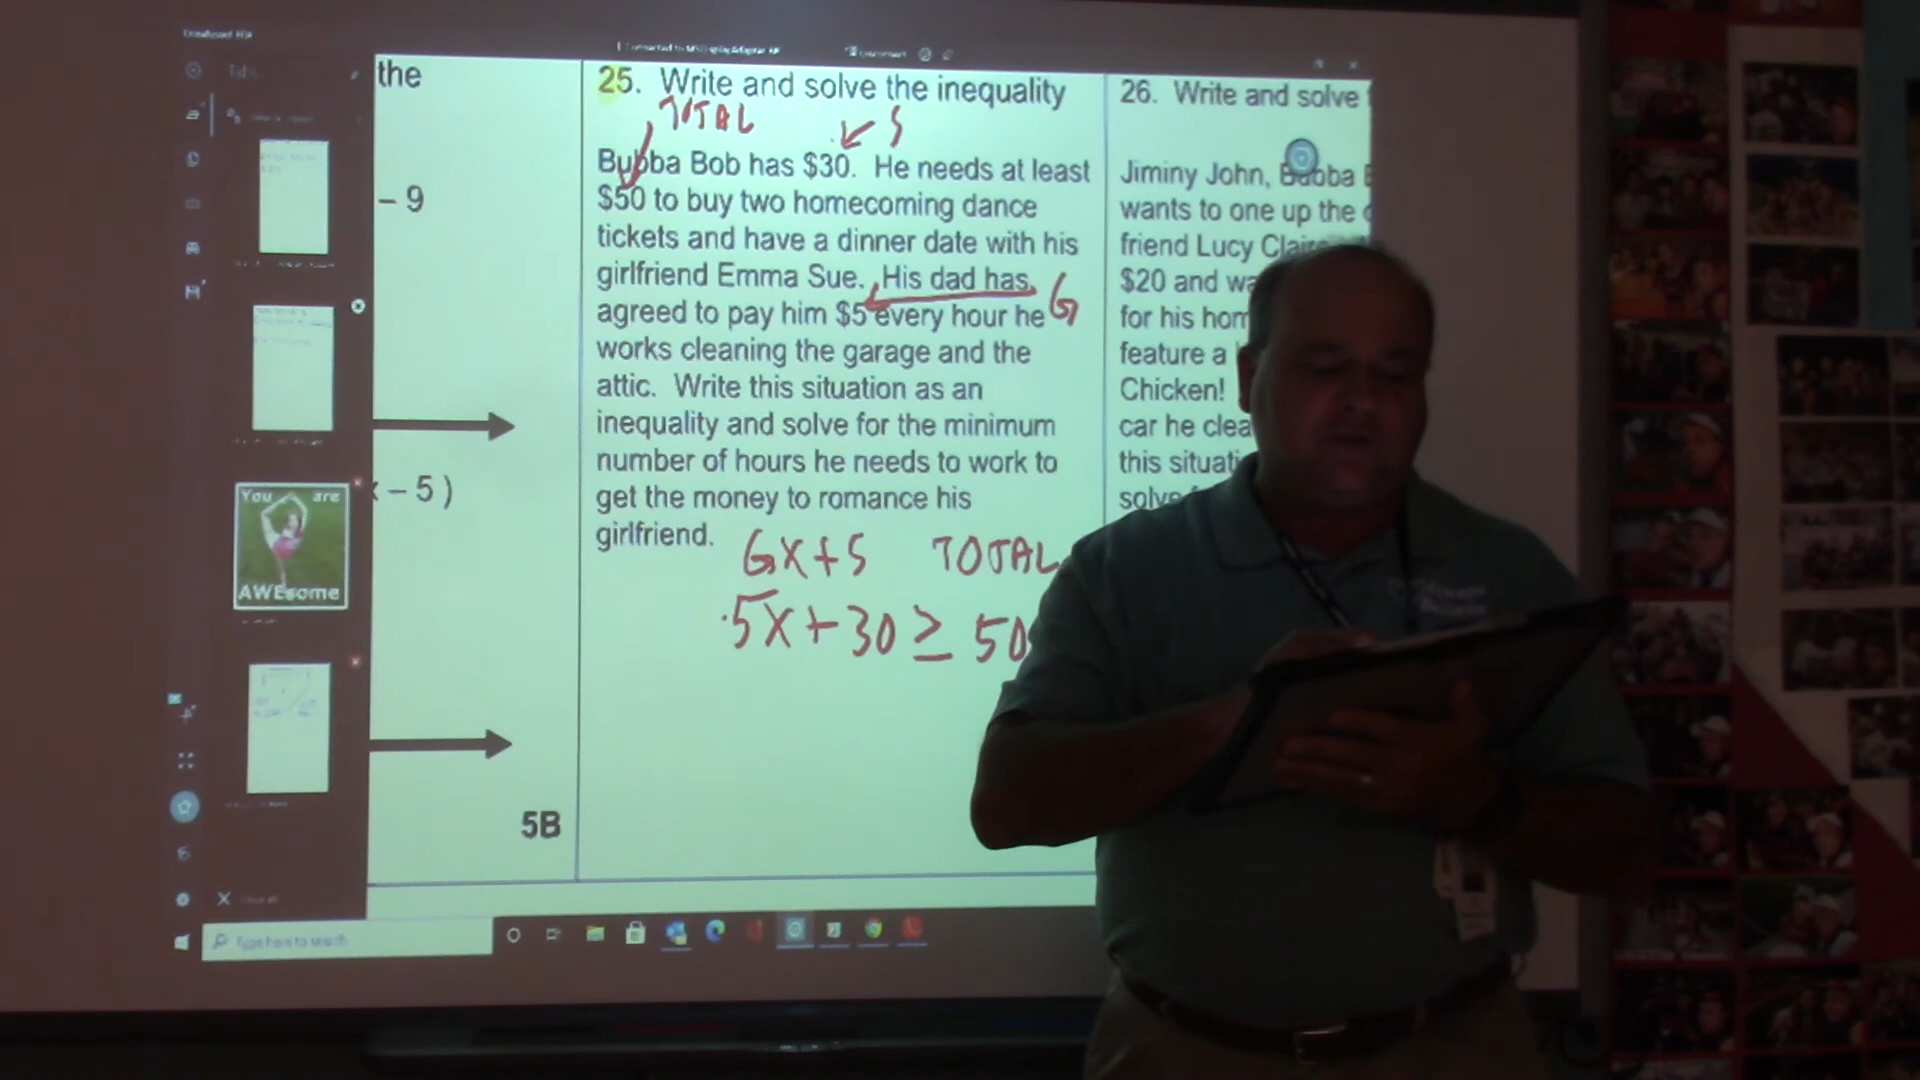 the
– 9
– 5 )
5B
You are
AWEsome
Type here to search
25. Write and solve the inequality
TOTAL S
Bubba Bob has $30. He needs at least
$50 to buy two homecoming dance
tickets and have a dinner date with his
girlfriend Emma Sue. His dad has
agreed to pay him $5 every hour he G
works cleaning the garage and the
attic. Write this situation as an
inequality and solve for the minimum
number of hours he needs to work to
get the money to romance his
girlfriend.
Gx+S TOTAL
5x+30 ≥ 50
26. Write and solve
Jiminy John, Bubba
wants to one up the
friend Lucy
$20 and
for his
feature a
Chicken!
car he
this